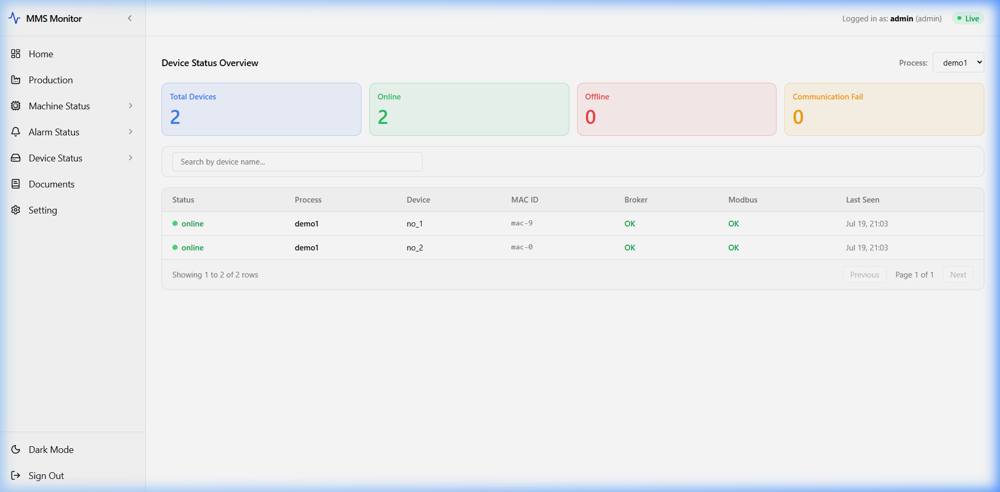 MMS Monitor
Logged in as: admin (admin)
Live
Home
Production
Machine Status
Alarm Status
Device Status
Documents
Setting
Dark Mode
Sign Out
Device Status Overview
Process: demo1
Total Devices
2
Online
2
Offline
0
Communication Fail
0
Search by device name...
Status Process Device MAC ID Broker Modbus Last Seen
online demo1 no_1 mac-9 OK OK Jul 19, 21:03
online demo1 no_2 mac-0 OK OK Jul 19, 21:03
Showing 1 to 2 of 2 rows
Previous Page 1 of 1 Next